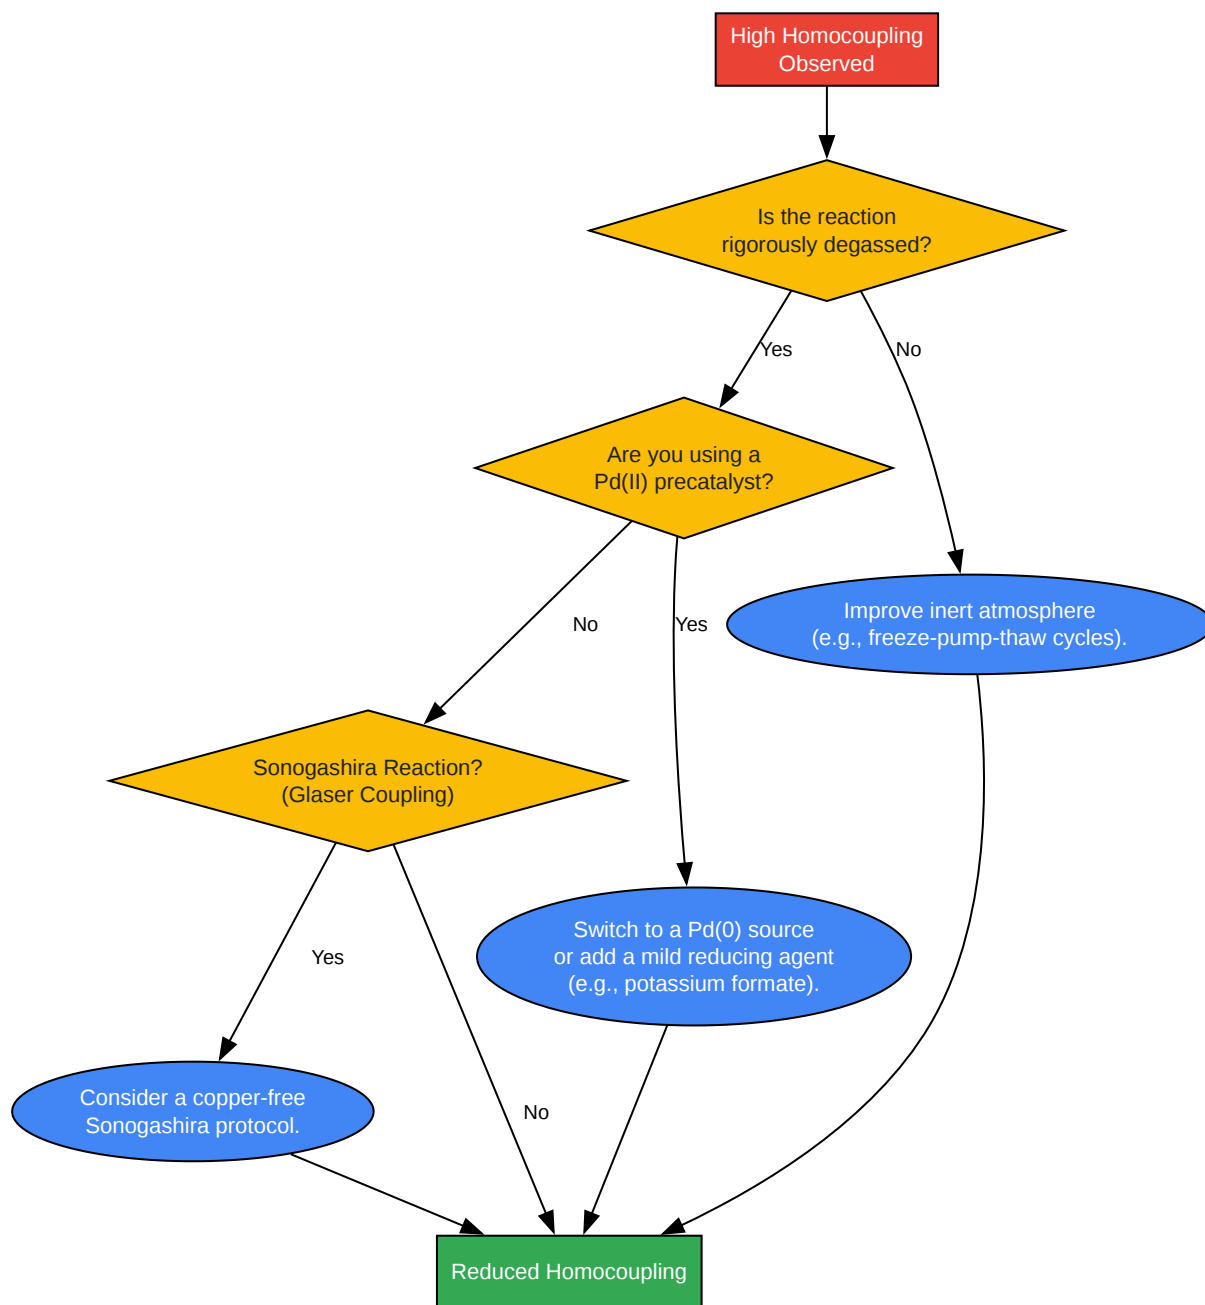 High Homocoupling
Observed
Is the reaction
rigorously degassed?
Yes
No
Are you using a
Pd(II) precatalyst?
Improve inert atmosphere
(e.g., freeze-pump-thaw cycles).
No
Yes
Sonogashira Reaction?
(Glaser Coupling)
Switch to a Pd(0) source
or add a mild reducing agent
(e.g., potassium formate).
Yes
Consider a copper-free
Sonogashira protocol.
No
Reduced Homocoupling